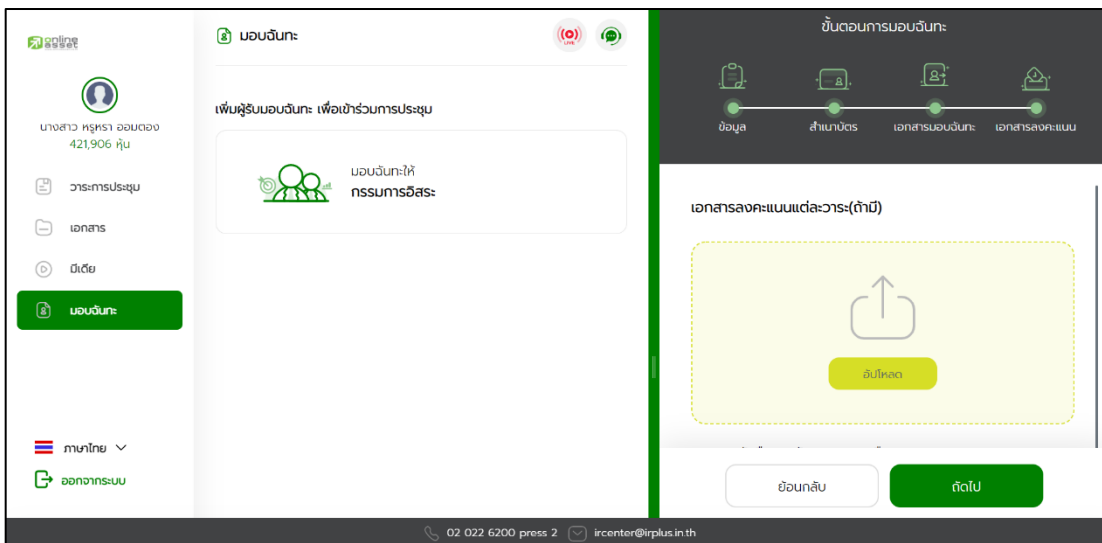 online
asset
นางสาว หรุหรา ออมตอง
421,906 หุ้น
วาระการประชุม
เอกสาร
มีเดีย
มอบฉันทะ
ภาษาไทย
ออกจากระบบ
มอบฉันทะ
LIVE
เพิ่มผู้รับมอบฉันทะ เพื่อเข้าร่วมการประชุม
มอบฉันทะให้
กรรมการอิสระ
ขั้นตอนการมอบฉันทะ
ข้อมูล
สำเนาบัตร
เอกสารมอบฉันทะ
เอกสารลงคะแนน
เอกสารลงคะแนนแต่ละวาระ(ถ้ามี)
อัปโหลด
ย้อนกลับ
ถัดไป
02 022 6200 press 2
ircenter@irplus.in.th